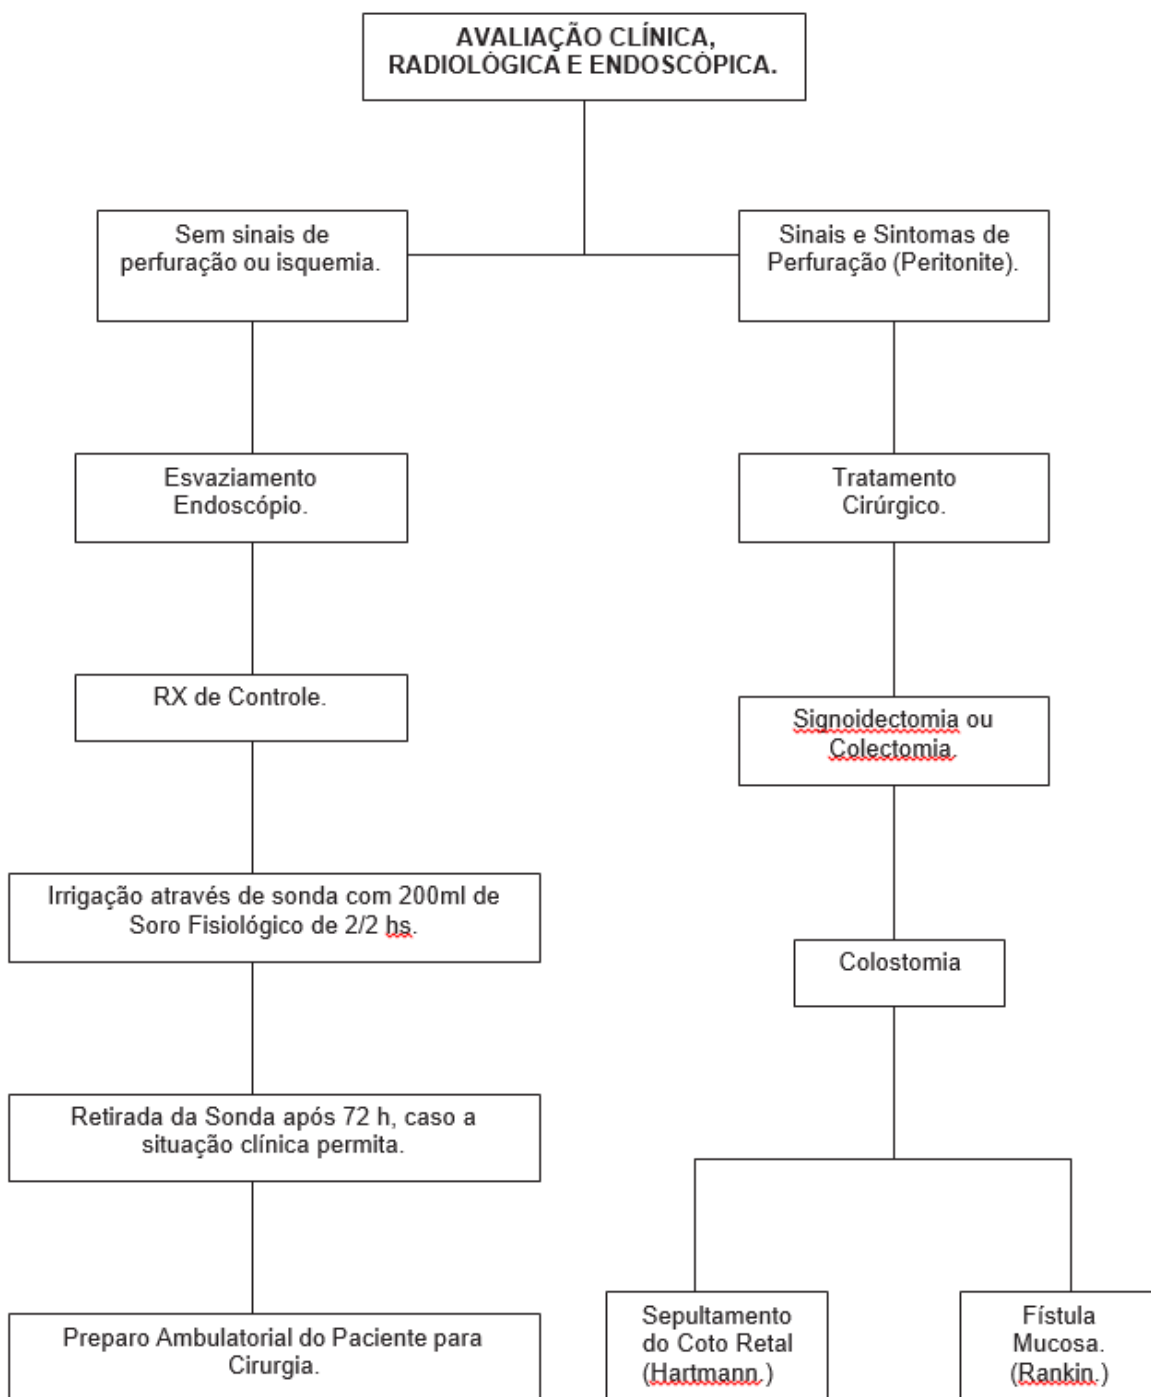 AVALIAÇÃO CLÍNICA,
RADIOLÓGICA E ENDOSCÓPICA.
Sem sinais de
perfuração ou isquemia.
Sinais e Sintomas de
Perfuração (Peritonite).
Esvaziamento
Endoscópio.
Tratamento
Cirúrgico.
RX de Controle.
Signoidectomia ou
Colectomia.
Irrigação através de sonda com 200ml de
Soro Fisiológico de 2/2 hs.
Colostomia
Retirada da Sonda após 72 h, caso a
situação clínica permita.
Preparo Ambulatorial do Paciente para
Cirurgia.
Sepultamento
do Coto Retal
(Hartmann.)
Fístula
Mucosa.
(Rankin.)